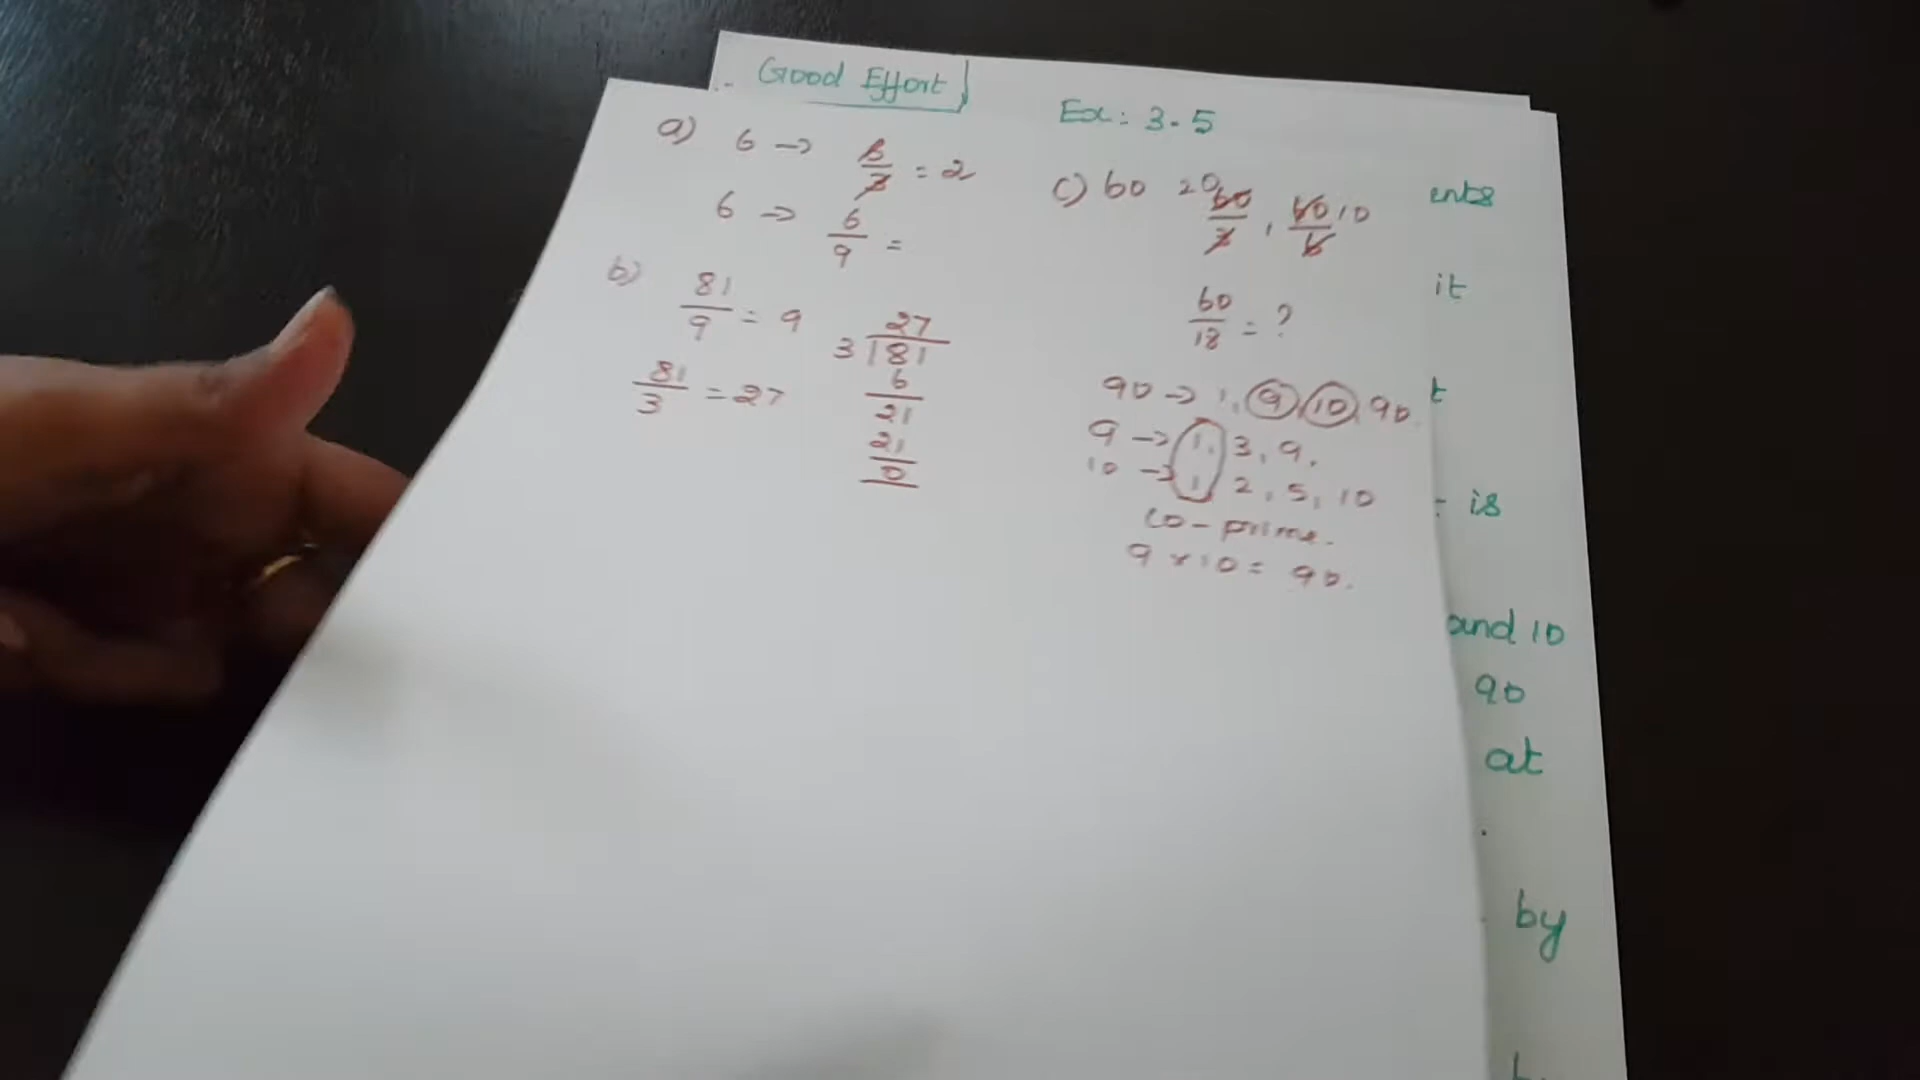 Good Effort
Ex: 3.5
a) 6 → 6/3 = 2
6 → 6/9 =
b) 81/9 = 9
81/3 = 27
27
3 81
6
21
21
0
c) 60 20 60/3 , 60/6 10
60/18 = ?
90 → 1, 9 10, 90.
9 → 1, 3, 9.
10 → 1, 2, 5, 10
co-prime.
9 x 10 = 90.
ents
it
t
is
and 10
90
at
by